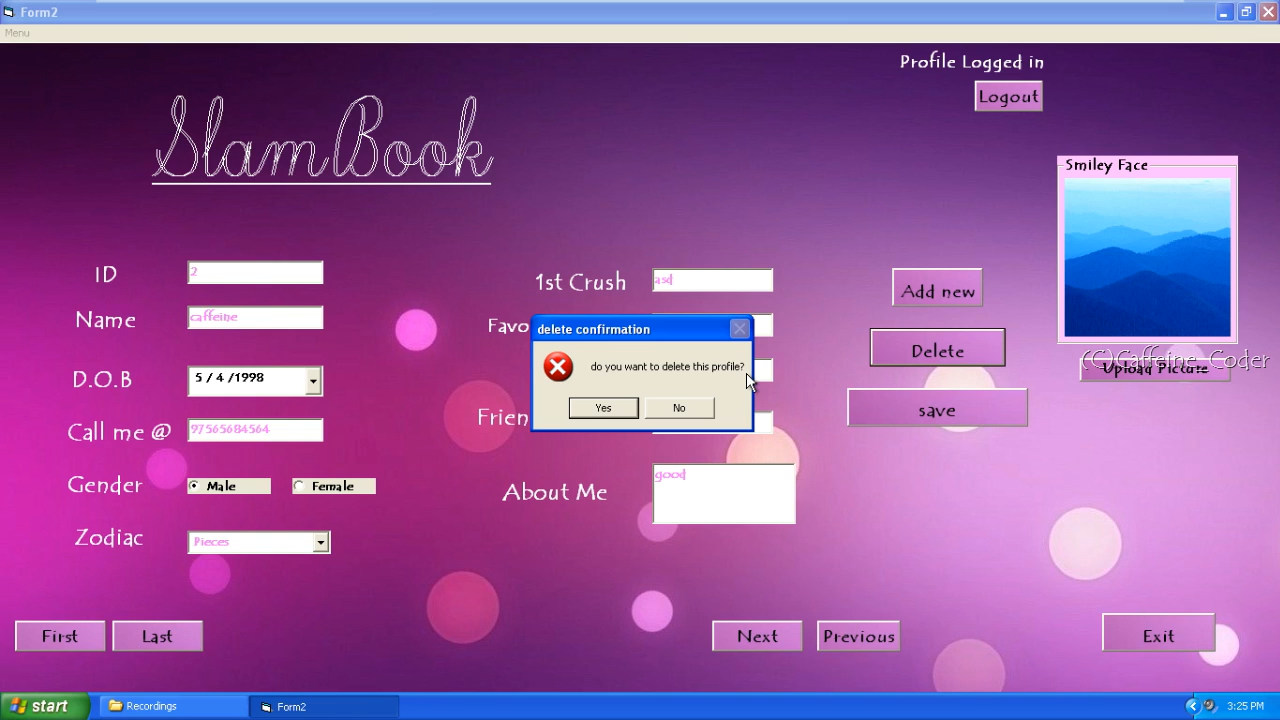 Form2
Menu
Profile Logged in
Logout
SlamBook
Smiley Face
ID
2
1st Crush
asd
Add new
Name
caffeine
Favo
delete confirmation
Delete
(C)Caffeine_Coder
Upload Picture
do you want to delete this profile?
D.O.B
5 / 4 /1998
Yes
No
save
Call me @
97565684564
Frien
Gender
Male
Female
About Me
good
Zodiac
Pieces
First
Last
Next
Previous
Exit
start
Recordings
Form2
3:25 PM